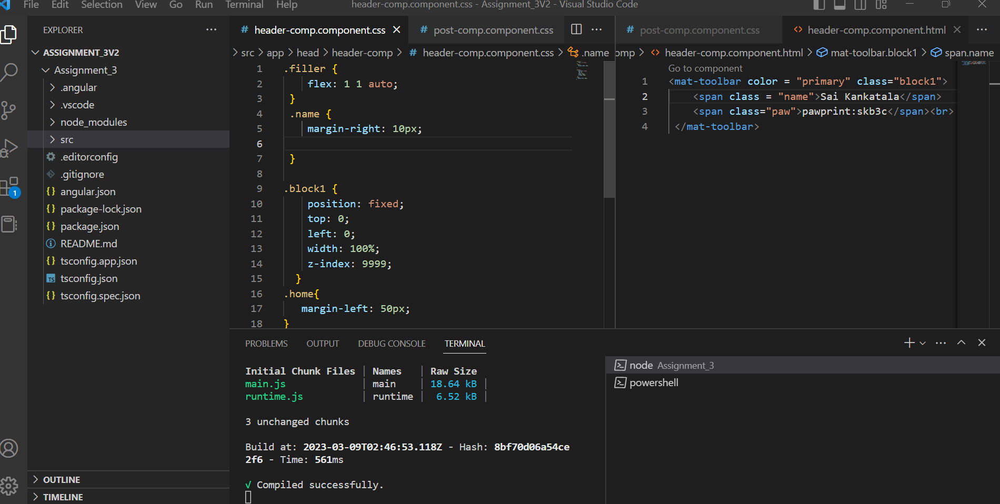 File Edit Selection View Go Run Terminal Help header-comp.component.css - Assignment_3V2 - Visual Studio Code
EXPLORER
ASSIGNMENT_3V2
Assignment_3
.angular
.vscode
node_modules
src
.editorconfig
.gitignore
angular.json
package-lock.json
package.json
README.md
tsconfig.app.json
TS tsconfig.json
tsconfig.spec.json
OUTLINE
TIMELINE
1
# header-comp.component.css # post-comp.component.css
> src > app > head > header-comp > # header-comp.component.css > .name
1 .filler {
2 flex: 1 1 auto;
3 }
4 .name {
5 margin-right: 10px;
6
7 }
8
9 .block1 {
10 position: fixed;
11 top: 0;
12 left: 0;
13 width: 100%;
14 z-index: 9999;
15 }
16 .home{
17 margin-left: 50px;
18 }
# post-comp.component.css <> header-comp.component.html
omp > <> header-comp.component.html > mat-toolbar.block1 > span.name
Go to component
1 <mat-toolbar color = "primary" class="block1">
2 <span class = "name">Sai Kankatala</span>
3 <span class="paw">pawprint:skb3c</span><br>
4 </mat-toolbar>
PROBLEMS OUTPUT DEBUG CONSOLE TERMINAL
Initial Chunk Files | Names | Raw Size
main.js | main | 18.64 kB |
runtime.js | runtime | 6.52 kB |
3 unchanged chunks
Build at: 2023-03-09T02:46:53.118Z - Hash: 8bf70d06a54ce
2f6 - Time: 561ms
√ Compiled successfully.
node Assignment_3
powershell